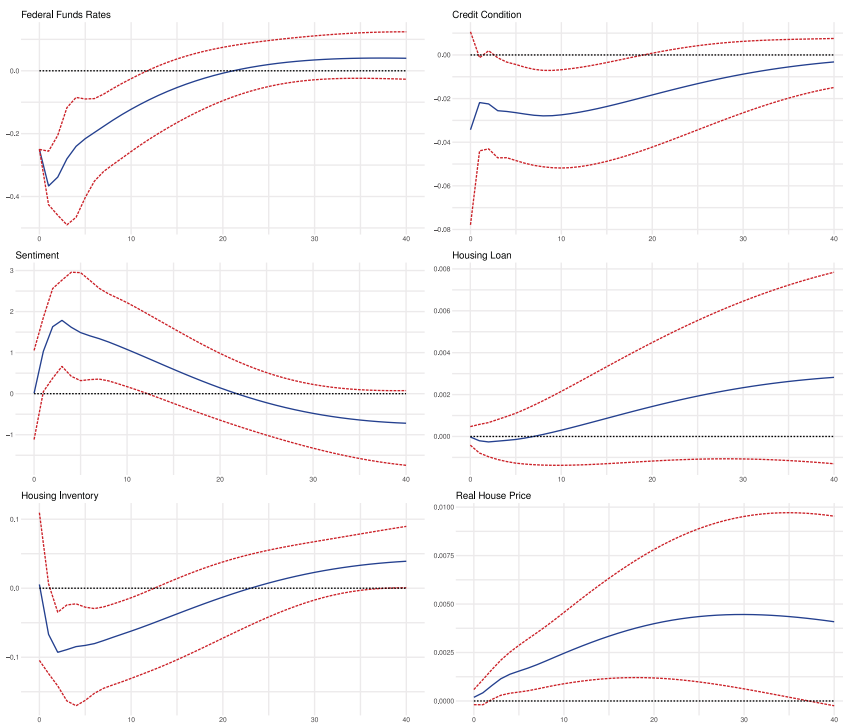 Federal Funds Rates
0.0
−0.2
−0.4
0 10 20 30 40
Credit Condition
0.00
−0.02
−0.04
−0.06
−0.08
0 10 20 30 40
Sentiment
3
2
1
0
−1
0 10 20 30 40
Housing Loan
0.008
0.006
0.004
0.002
0.000
0 10 20 30 40
Housing Inventory
0.1
0.0
−0.1
0 10 20 30 40
Real House Price
0.0100
0.0075
0.0050
0.0025
0.0000
0 10 20 30 40